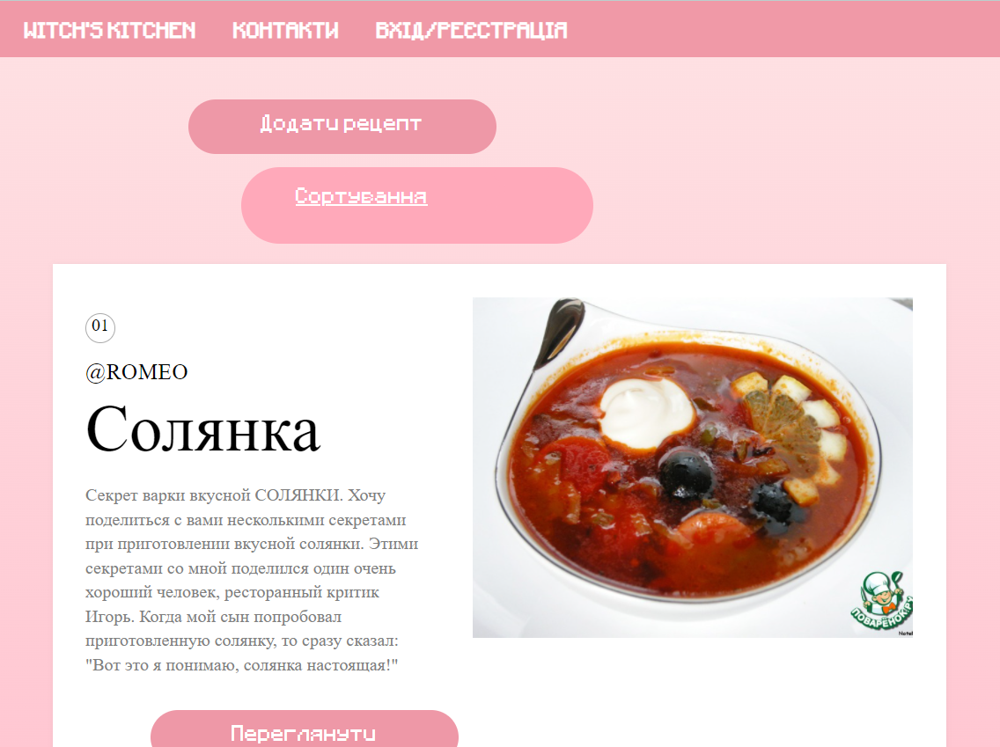 WITCH'S KITCHEN КОНТАКТИ ВХІД/РЕЄСТРАЦІЯ
Додати рецепт
Сортування
01
@ROMEO
Солянка
Секрет варки вкусной СОЛЯНКИ. Хочу
поделиться с вами несколькими секретами
при приготовлении вкусной солянки. Этими
секретами со мной поделился один очень
хороший человек, ресторанный критик
Игорь. Когда мой сын попробовал
приготовленную солянку, то сразу сказал:
"Вот это я понимаю, солянка настоящая!"
ПОВАРЁНОК.РУ
Переглянути